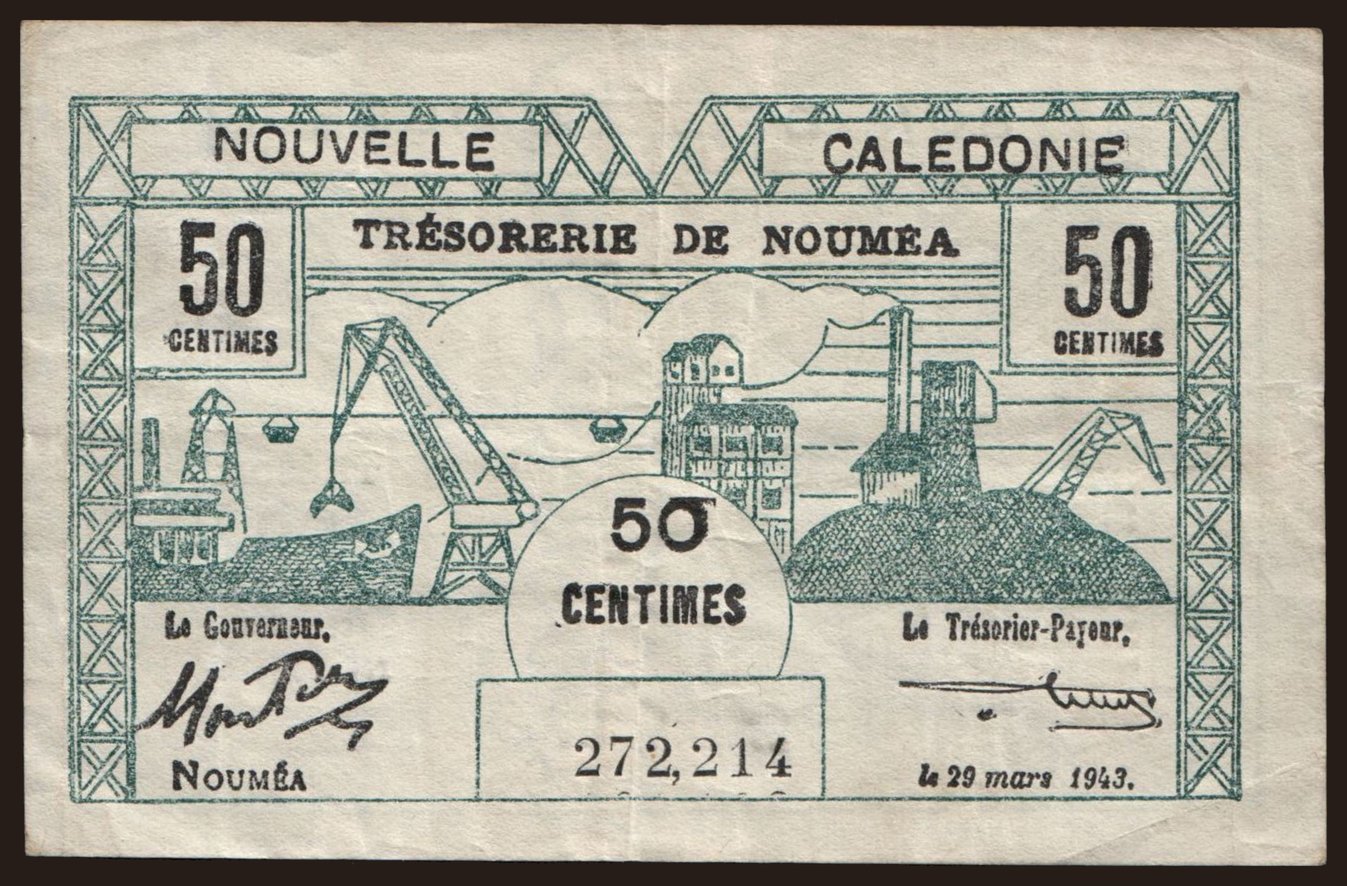 NOUVELLE CALEDONIE
TRÉSORERIE DE NOUMÉA
50 50
CENTIMES CENTIMES
50
CENTIMES
Le Gouverneur. Le Trésorier-Payeur.
272,214
NOUMÉA le 29 mars 1943.